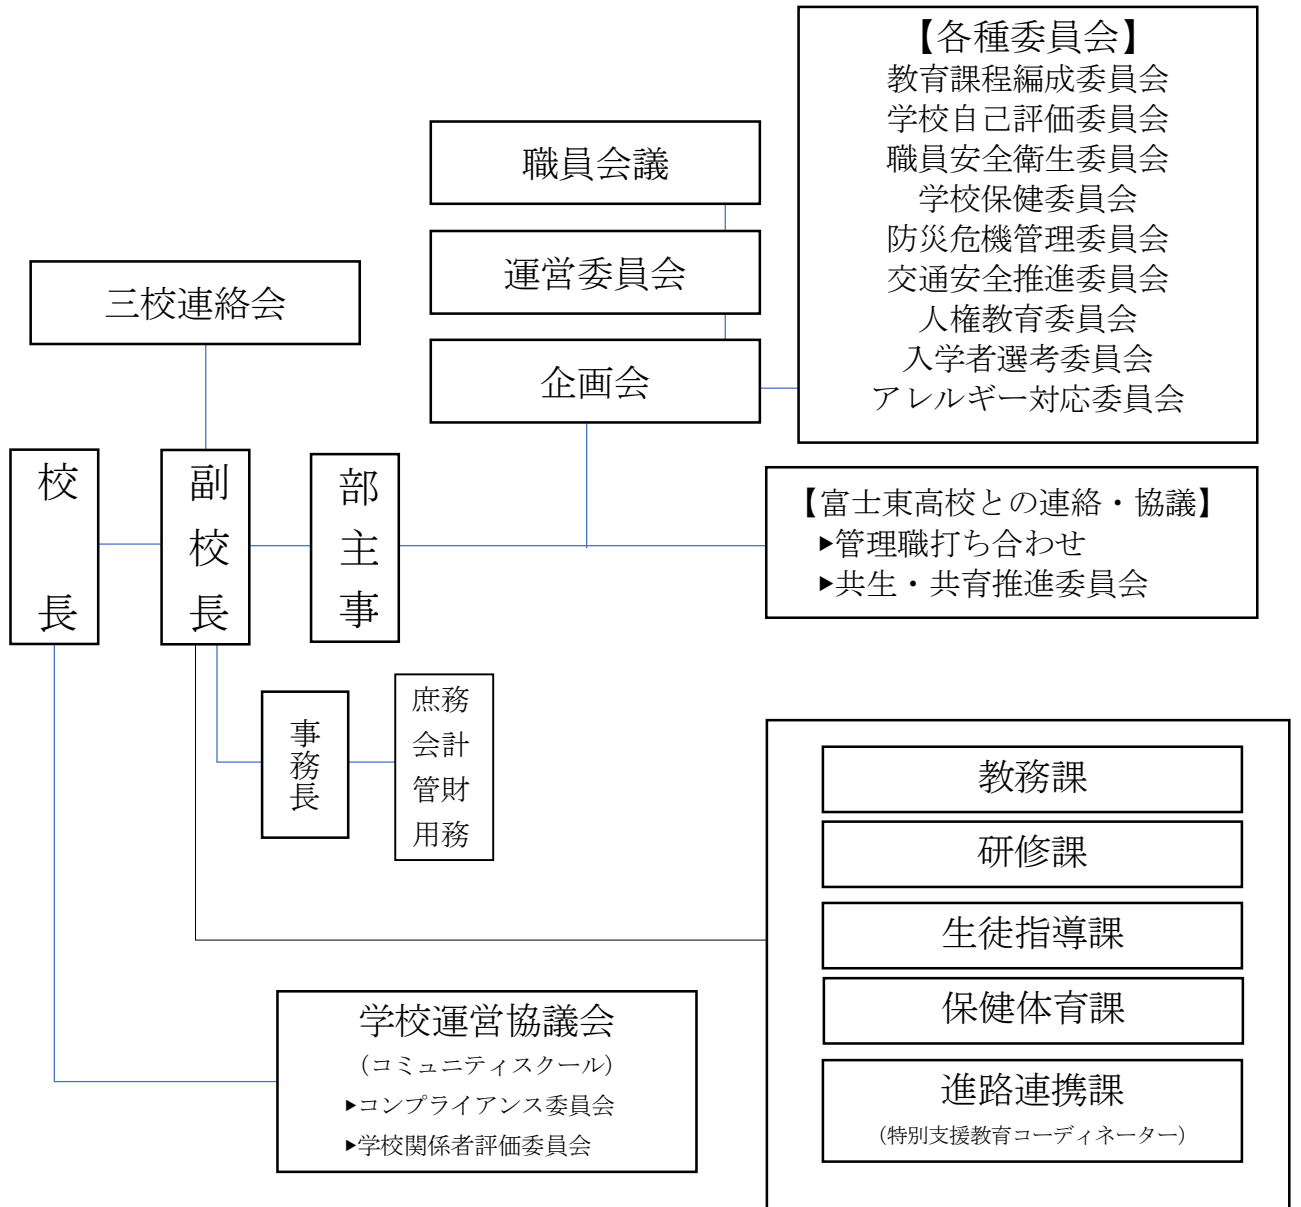 【各種委員会】
教育課程編成委員会
学校自己評価委員会
職員安全衛生委員会
学校保健委員会
防災危機管理委員会
交通安全推進委員会
人権教育委員会
入学者選考委員会
アレルギー対応委員会
職員会議
運営委員会
企画会
三校連絡会
校長
副校長
部主事
【富士東高校との連絡・協議】
▶管理職打ち合わせ
▶共生・共育推進委員会
事務長
庶務
会計
管財
用務
教務課
研修課
生徒指導課
保健体育課
進路連携課
（特別支援教育コーディネーター）
学校運営協議会
（コミュニティスクール）
▶コンプライアンス委員会
▶学校関係者評価委員会